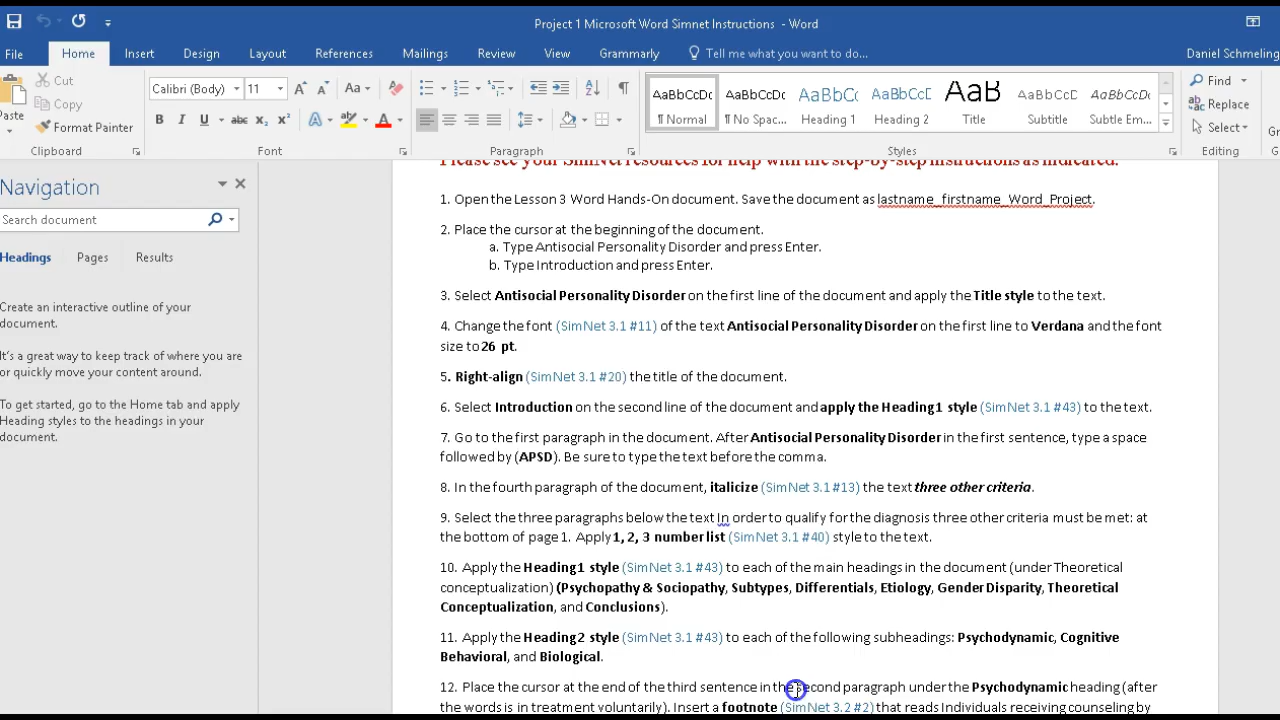 Project 1 Microsoft Word Simnet Instructions - Word
File Home Insert Design Layout References Mailings Review View Grammarly Tell me what you want to do... Daniel Schmeling
Paste
Cut
Copy
Format Painter
Clipboard
Calibri (Body) 11
Aa
B I U abc X₂ X² A
Font
Paragraph
AaBbCcDc AaBbCcDc AaBbCc AaBbCcC AaB AaBbCcC AaBbCcDc
¶ Normal ¶ No Spac... Heading 1 Heading 2 Title Subtitle Subtle Em...
Styles
Find
Replace
Select
Editing
Navigation
Search document
Headings Pages Results
Create an interactive outline of your
document.
It's a great way to keep track of where you are
or quickly move your content around.
To get started, go to the Home tab and apply
Heading styles to the headings in your
document.
Please see your SimNet resources for help with the step-by-step instructions as indicated.
1. Open the Lesson 3 Word Hands-On document. Save the document as lastname_firstname_Word_Project.
2. Place the cursor at the beginning of the document.
a. Type Antisocial Personality Disorder and press Enter.
b. Type Introduction and press Enter.
3. Select Antisocial Personality Disorder on the first line of the document and apply the Title style to the text.
4. Change the font (SimNet 3.1 #11) of the text Antisocial Personality Disorder on the first line to Verdana and the font
size to 26 pt.
5. Right-align (SimNet 3.1 #20) the title of the document.
6. Select Introduction on the second line of the document and apply the Heading1 style (SimNet 3.1 #43) to the text.
7. Go to the first paragraph in the document. After Antisocial Personality Disorder in the first sentence, type a space
followed by (APSD). Be sure to type the text before the comma.
8. In the fourth paragraph of the document, italicize (SimNet 3.1 #13) the text three other criteria.
9. Select the three paragraphs below the text In order to qualify for the diagnosis three other criteria must be met: at
the bottom of page 1. Apply 1, 2, 3 number list (SimNet 3.1 #40) style to the text.
10. Apply the Heading1 style (SimNet 3.1 #43) to each of the main headings in the document (under Theoretical
conceptualization) (Psychopathy & Sociopathy, Subtypes, Differentials, Etiology, Gender Disparity, Theoretical
Conceptualization, and Conclusions).
11. Apply the Heading2 style (SimNet 3.1 #43) to each of the following subheadings: Psychodynamic, Cognitive
Behavioral, and Biological.
12. Place the cursor at the end of the third sentence in the second paragraph under the Psychodynamic heading (after
the words is in treatment voluntarily). Insert a footnote (SimNet 3.2 #2) that reads Individuals receiving counseling by